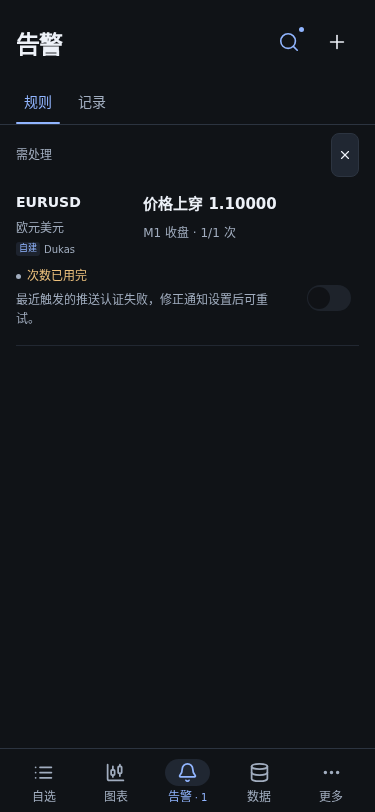 告警
规则 记录
需处理
EURUSD 价格上穿 1.10000
欧元美元 M1 收盘 · 1/1 次
自建 Dukas
次数已用完
最近触发的推送认证失败，修正通知设置后可重
试。
自选 图表 告警 · 1 数据 更多